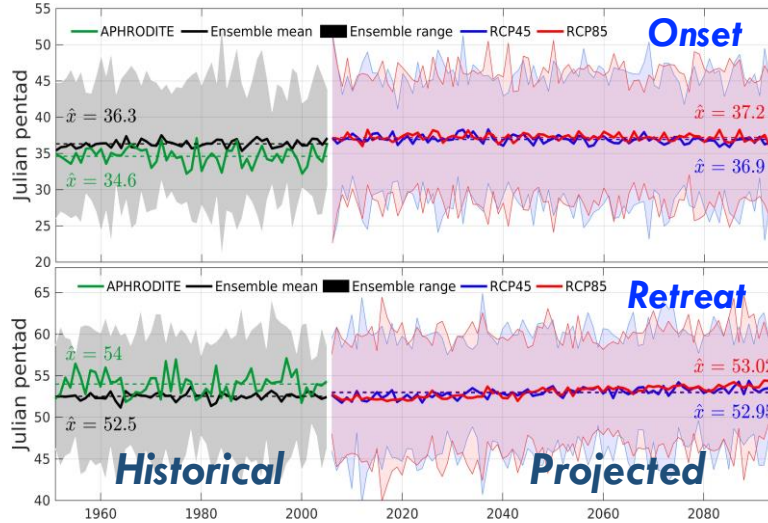 55
50
45
40
35
30
25
20
Julian pentad
APHRODITE Ensemble mean Ensemble range RCP45 RCP85
Onset
x̂ = 36.3
x̂ = 34.6
x̂ = 37.2
x̂ = 36.9
65
60
55
50
45
40
Julian pentad
APHRODITE Ensemble mean Ensemble range RCP45 RCP85
Retreat
x̂ = 54
x̂ = 52.5
x̂ = 53.02
x̂ = 52.95
Historical Projected
1960 1980 2000 2020 2040 2060 2080